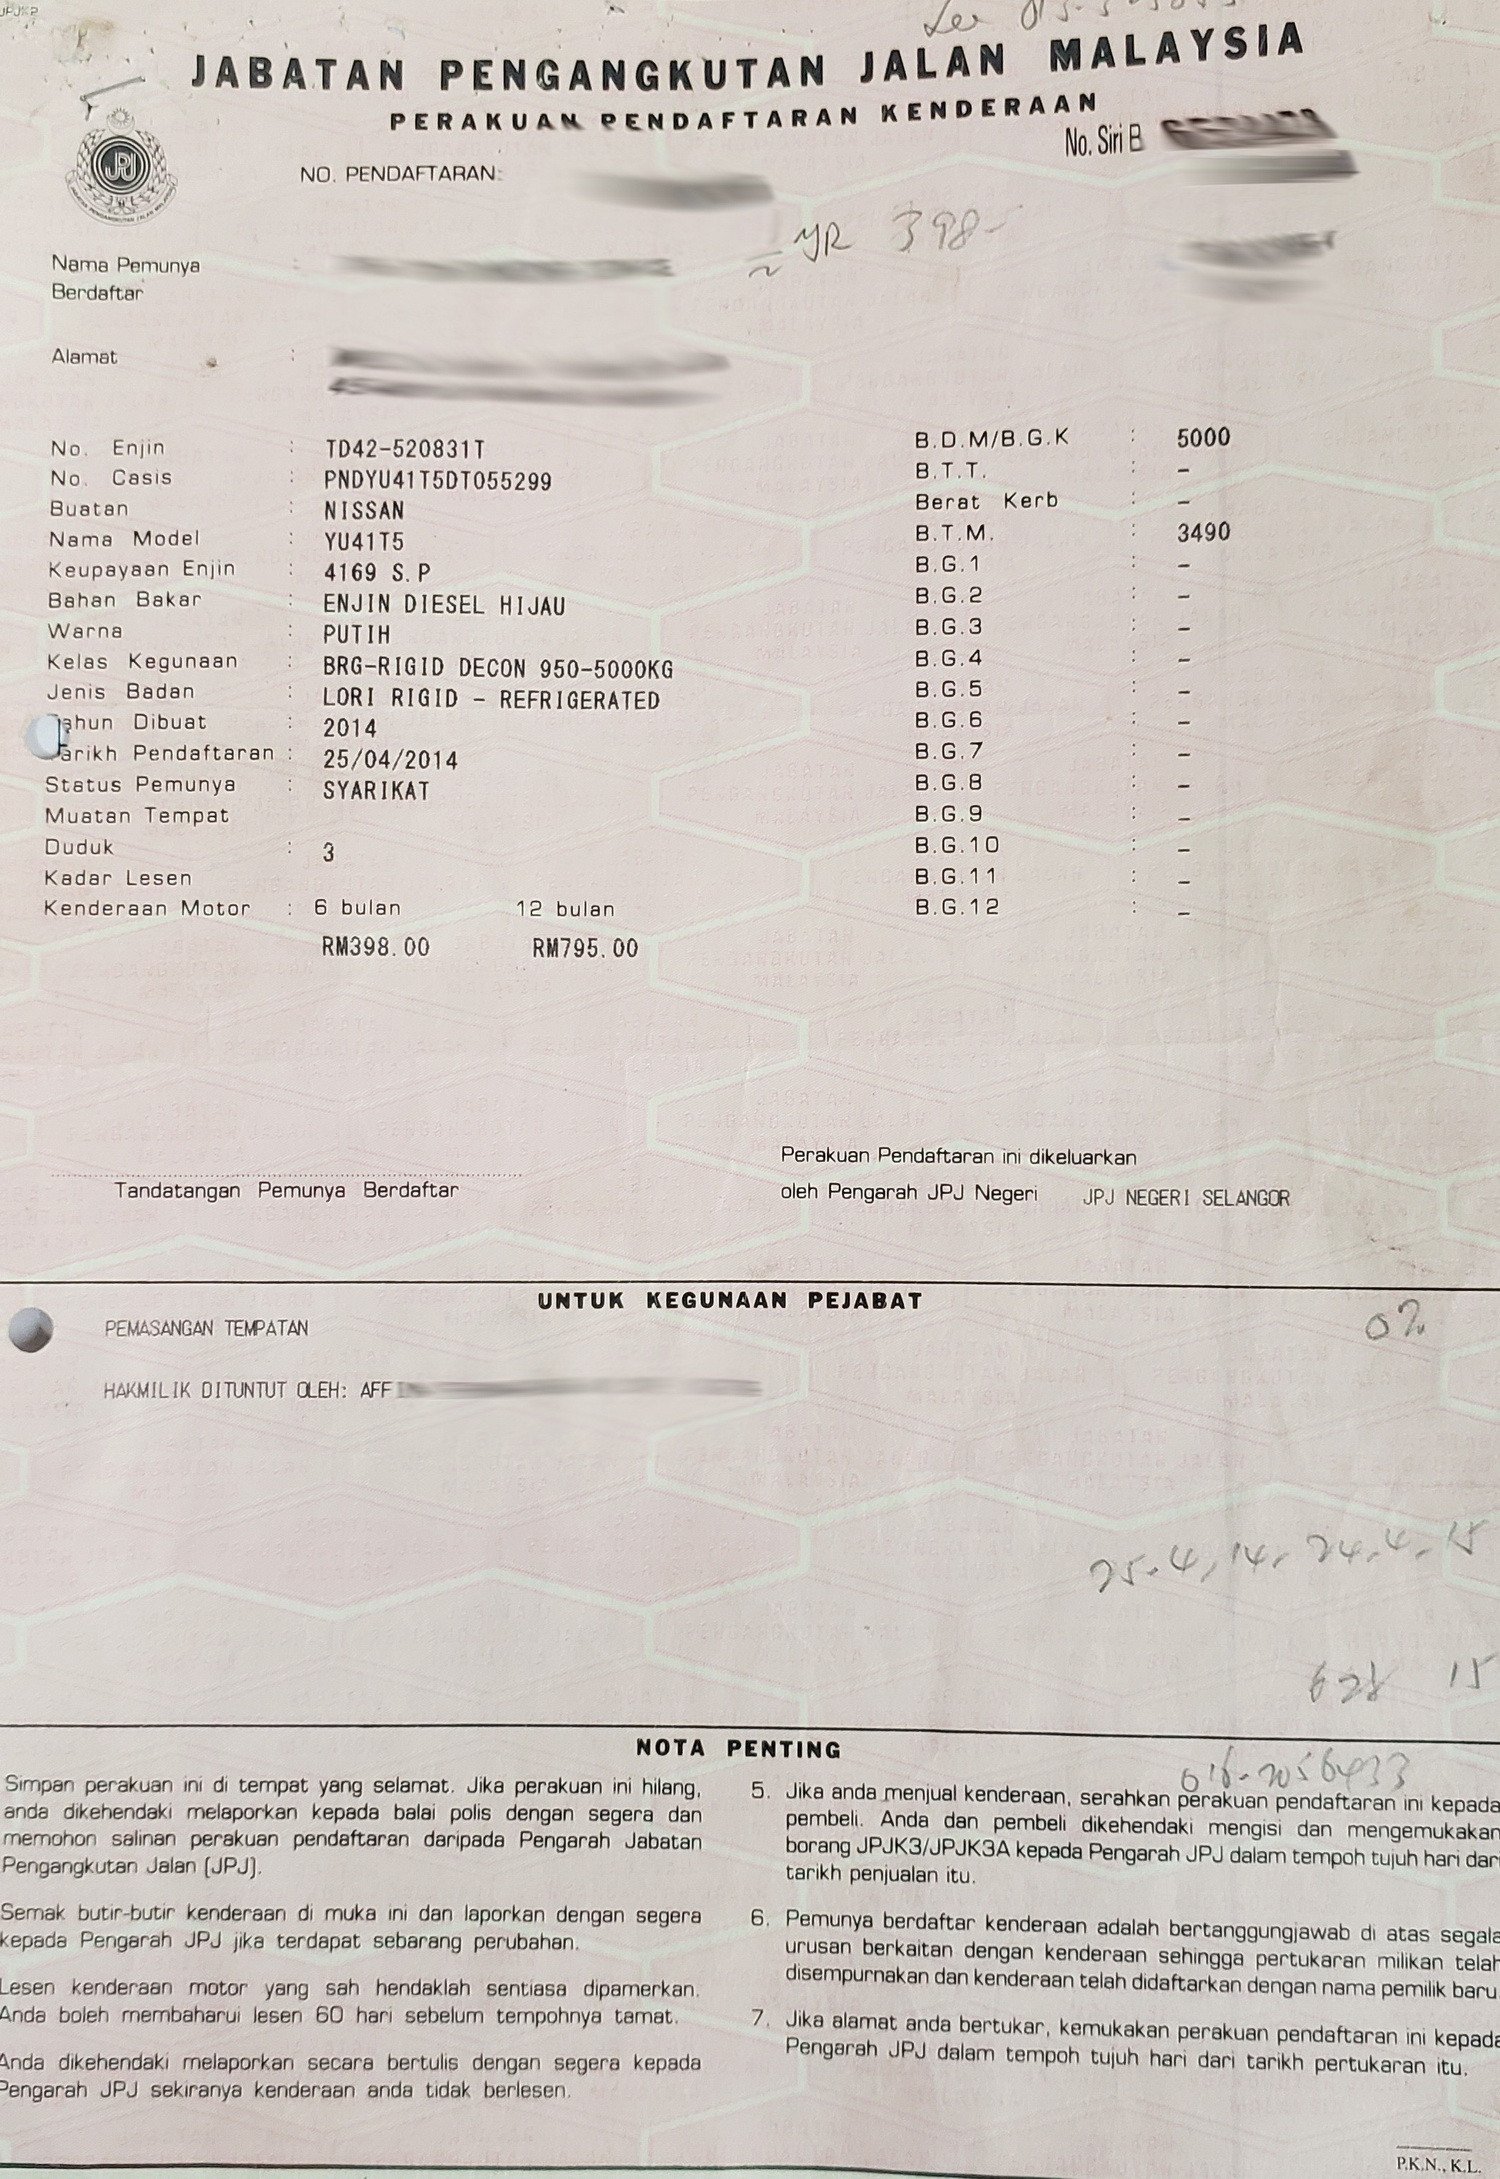 JPJK2
JABATAN PENGANGKUTAN JALAN MALAYSIA
PERAKUAN PENDAFTARAN KENDERAAN
No. Siri B
NO. PENDAFTARAN:
YR 398-
Nama Pemunya :
Berdaftar
Alamat :
No. Enjin : TD42-520831T
No. Casis : PNDYU41T5DT055299
Buatan : NISSAN
Nama Model : YU41T5
Keupayaan Enjin : 4169 S.P
Bahan Bakar : ENJIN DIESEL HIJAU
Warna : PUTIH
Kelas Kegunaan : BRG-RIGID DECON 950-5000KG
Jenis Badan : LORI RIGID - REFRIGERATED
Tahun Dibuat : 2014
Tarikh Pendaftaran : 25/04/2014
Status Pemunya : SYARIKAT
Muatan Tempat
Duduk : 3
Kadar Lesen
Kenderaan Motor : 6 bulan 12 bulan
RM398.00 RM795.00
B.D.M/B.G.K : 5000
B.T.T. : -
Berat Kerb : -
B.T.M. : 3490
B.G.1 : -
B.G.2 : -
B.G.3 : -
B.G.4 : -
B.G.5 : -
B.G.6 : -
B.G.7 : -
B.G.8 : -
B.G.9 : -
B.G.10 : -
B.G.11 : -
B.G.12 : -
Tandatangan Pemunya Berdaftar
Perakuan Pendaftaran ini dikeluarkan
oleh Pengarah JPJ Negeri JPJ NEGERI SELANGOR
UNTUK KEGUNAAN PEJABAT
PEMASANGAN TEMPATAN
0%
HAKMILIK DITUNTUT OLEH: AFF
25.4.14. 24.4.15
15
NOTA PENTING
Simpan perakuan ini di tempat yang selamat. Jika perakuan ini hilang,
anda dikehendaki melaporkan kepada balai polis dengan segera dan
memohon salinan perakuan pendaftaran daripada Pengarah Jabatan
Pengangkutan Jalan (JPJ).
Semak butir-butir kenderaan di muka ini dan laporkan dengan segera
kepada Pengarah JPJ jika terdapat sebarang perubahan.
Lesen kenderaan motor yang sah hendaklah sentiasa dipamerkan.
Anda boleh membaharui lesen 60 hari sebelum tempohnya tamat.
Anda dikehendaki melaporkan secara bertulis dengan segera kepada
Pengarah JPJ sekiranya kenderaan anda tidak berlesen.
016-2056433
5. Jika anda menjual kenderaan, serahkan perakuan pendaftaran ini kepada
pembeli. Anda dan pembeli dikehendaki mengisi dan mengemukakan
borang JPJK3/JPJK3A kepada Pengarah JPJ dalam tempoh tujuh hari dari
tarikh penjualan itu.
6. Pemunya berdaftar kenderaan adalah bertanggungjawab di atas segala
urusan berkaitan dengan kenderaan sehingga pertukaran milikan telah
disempurnakan dan kenderaan telah didaftarkan dengan nama pemilik baru.
7. Jika alamat anda bertukar, kemukakan perakuan pendaftaran ini kepada
Pengarah JPJ dalam tempoh tujuh hari dari tarikh pertukaran itu.
P.K.N., K.L.